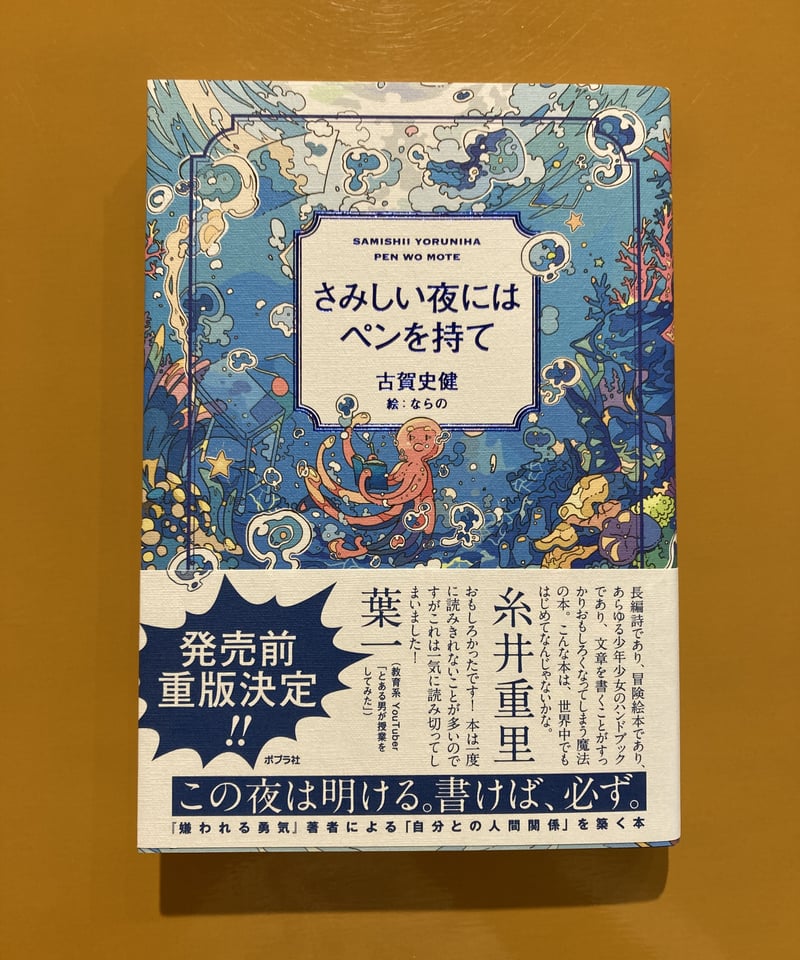 SAMISHII YORUNIHA
PEN WO MOTE
さみしい夜には
ペンを持て
古賀史健
絵：ならの
長編詩であり、冒険絵本であり、
あらゆる少年少女のハンドブック
であり、文章を書くことがすっ
かりおもしろくなってしまう魔法
の本。こんな本は、世界中でも
はじめてなんじゃないかな。
糸井重里
おもしろかったです！ 本は一度
に読みきれないことが多いので
すがこれは一気に読み切ってし
まいました！
葉一
（教育系 YouTuber
「とある男が授業を
してみた」）
発売前
重版決定
!!
ポプラ社
この夜は明ける。書けば、必ず。
『嫌われる勇気』著者による「自分との人間関係」を築く本